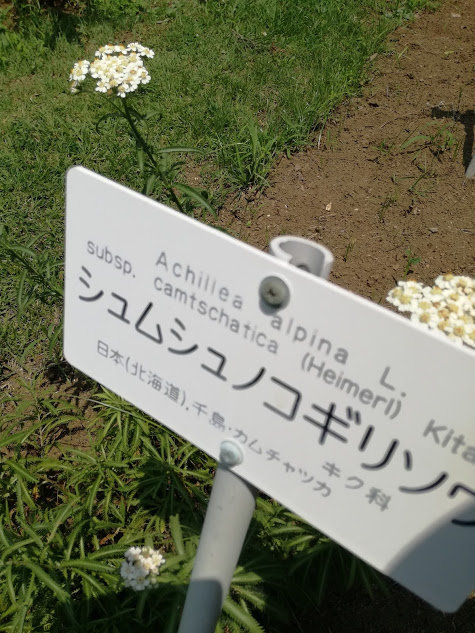 Achillea alpina L.
subsp. camtschatica (Heimerl) Kita
シュムシュノコギリソウ
キク科
日本(北海道),千島・カムチャツカ